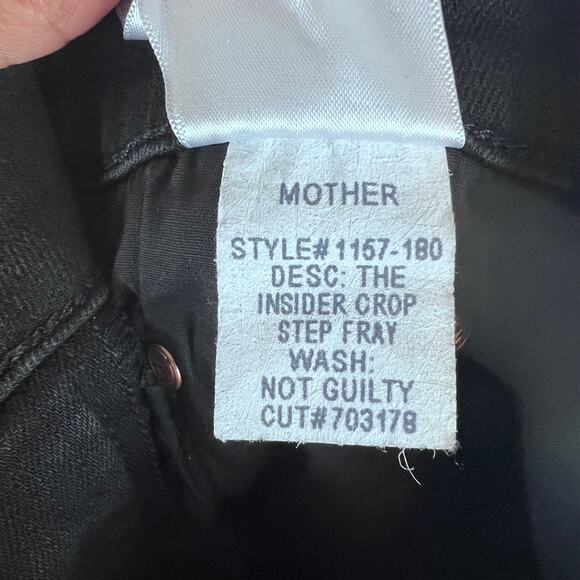 MOTHER
STYLE#1157-180
DESC: THE
INSIDER CROP
STEP FRAY
WASH:
NOT GUILTY
CUT#703178